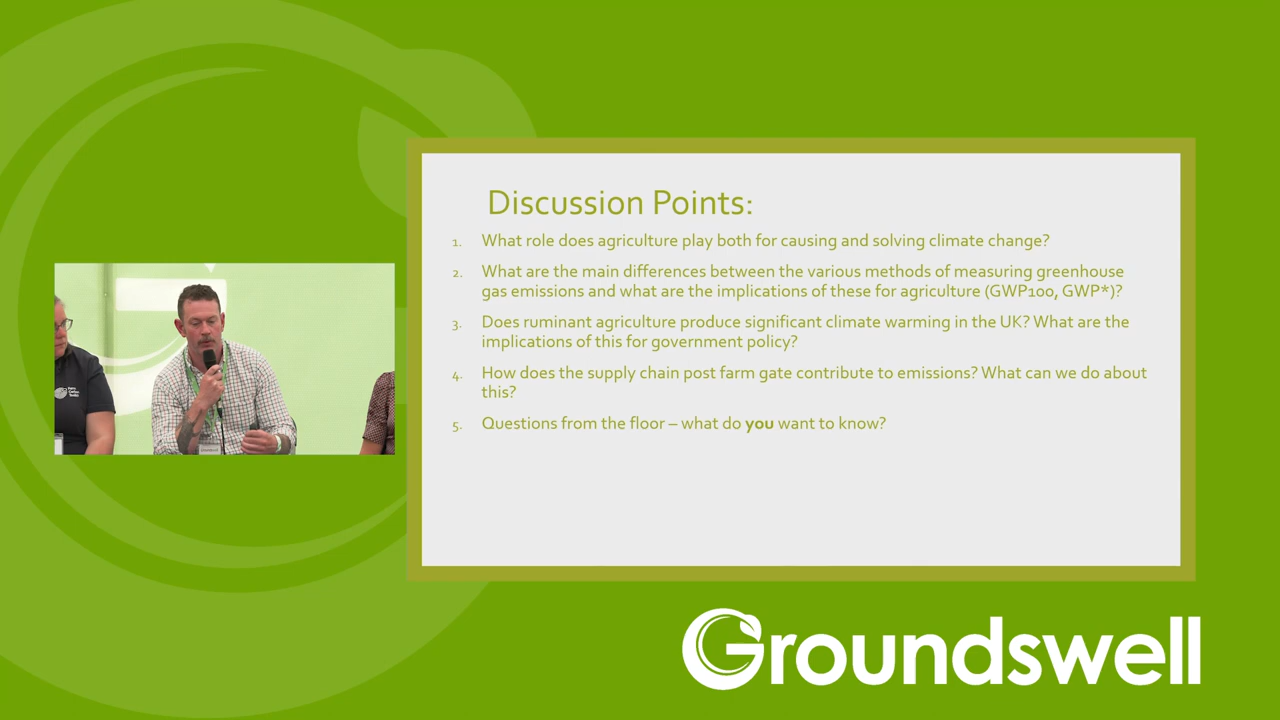 Discussion Points:
1. What role does agriculture play both for causing and solving climate change?
2. What are the main differences between the various methods of measuring greenhouse
gas emissions and what are the implications of these for agriculture (GWP100, GWP*)?
3. Does ruminant agriculture produce significant climate warming in the UK? What are the
implications of this for government policy?
4. How does the supply chain post farm gate contribute to emissions? What can we do about
this?
5. Questions from the floor – what do you want to know?
Farm
Carbon
Toolkit
Groundswell